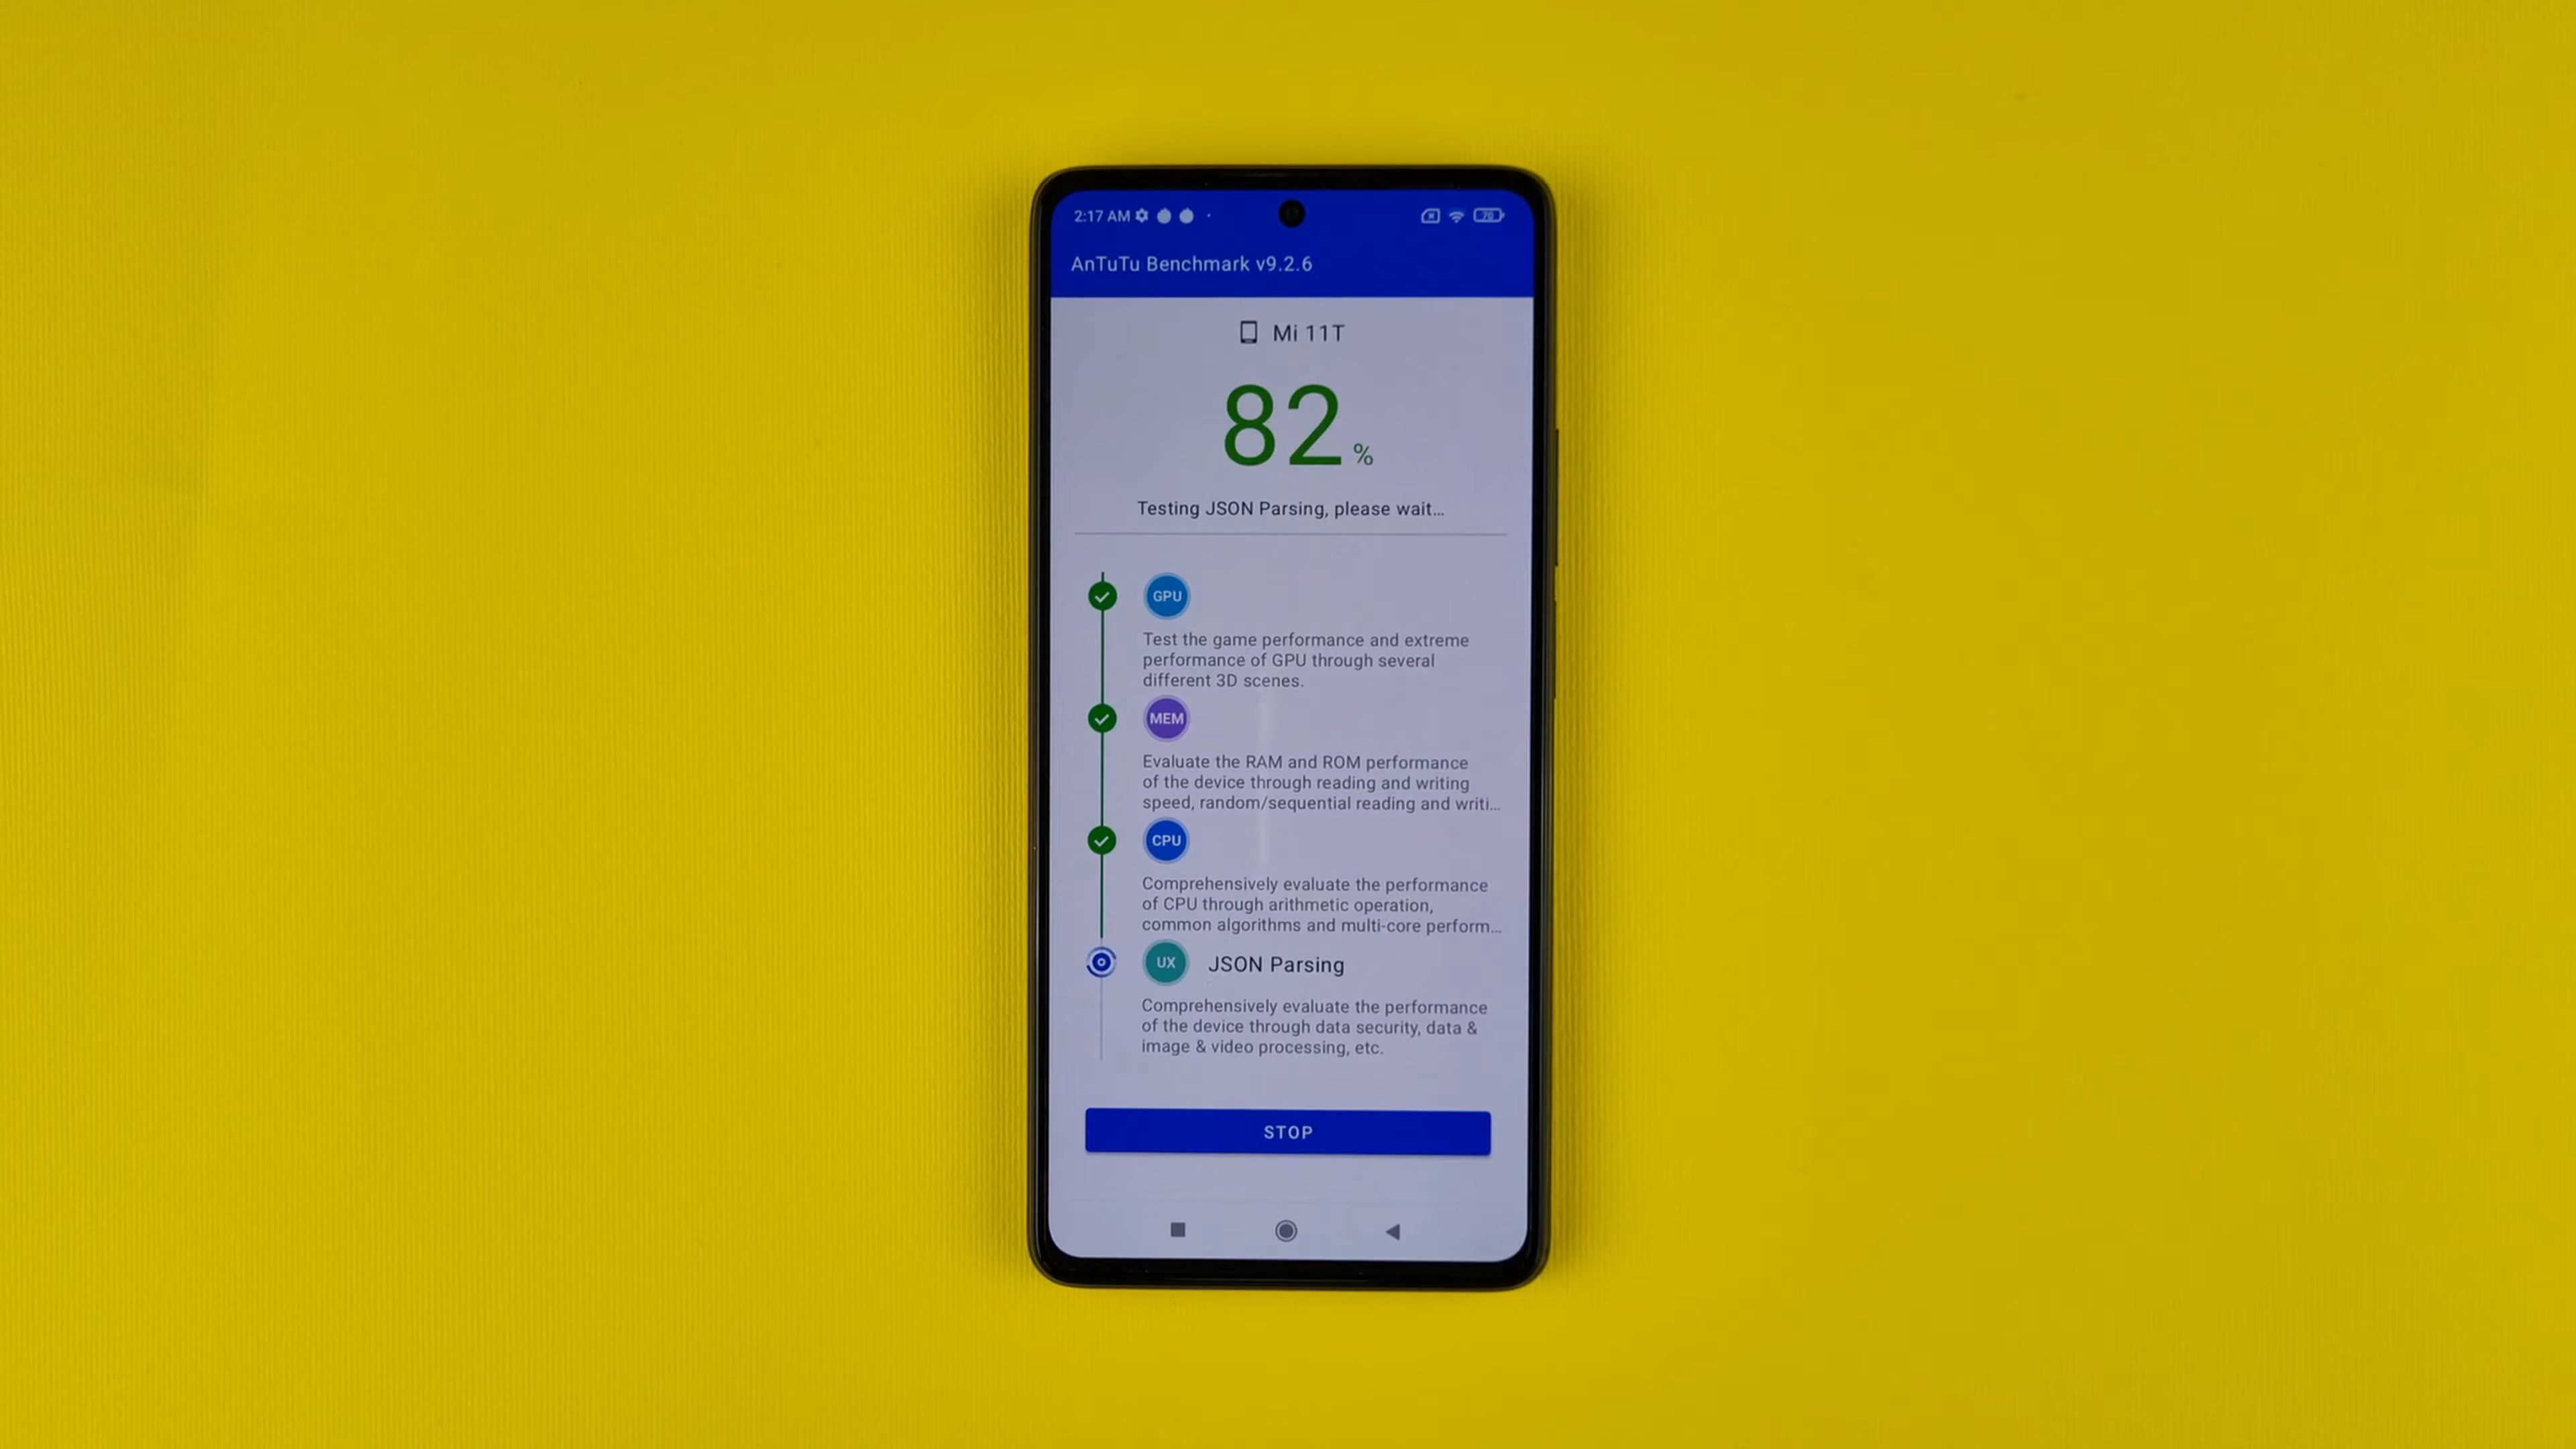 2:17 AM
70
AnTuTu Benchmark v9.2.6
Mi 11T
82%
Testing JSON Parsing, please wait...
GPU
Test the game performance and extreme
performance of GPU through several
different 3D scenes.
MEM
Evaluate the RAM and ROM performance
of the device through reading and writing
speed, random/sequential reading and writi...
CPU
Comprehensively evaluate the performance
of CPU through arithmetic operation,
common algorithms and multi-core perform...
UX JSON Parsing
Comprehensively evaluate the performance
of the device through data security, data &
image & video processing, etc.
STOP